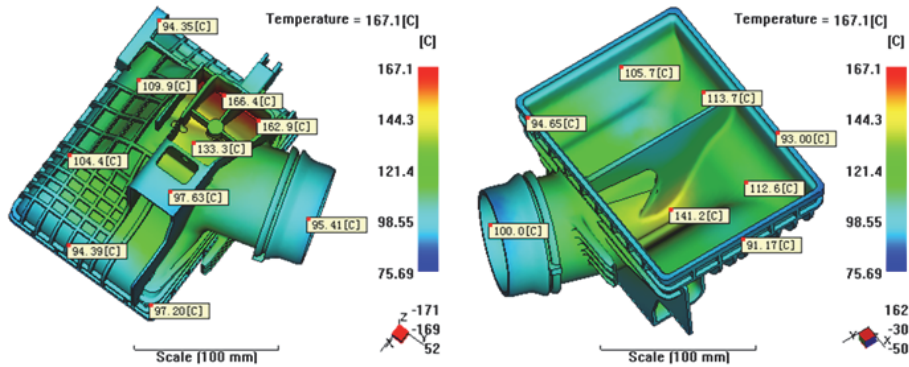 Temperature = 167.1[C]
[C]
167.1
144.3
121.4
98.55
75.69
94.35[C]
109.9[C]
166.4[C]
162.9[C]
133.3[C]
104.4[C]
97.63[C]
95.41[C]
94.39[C]
97.20[C]
Scale (100 mm)
Z
Y
X
-171
-169
52
Temperature = 167.1[C]
[C]
167.1
144.3
121.4
98.55
75.69
105.7[C]
113.7[C]
94.65[C]
93.00[C]
112.6[C]
141.2[C]
100.0[C]
91.17[C]
Scale (100 mm)
Y
X
162
-30
-50